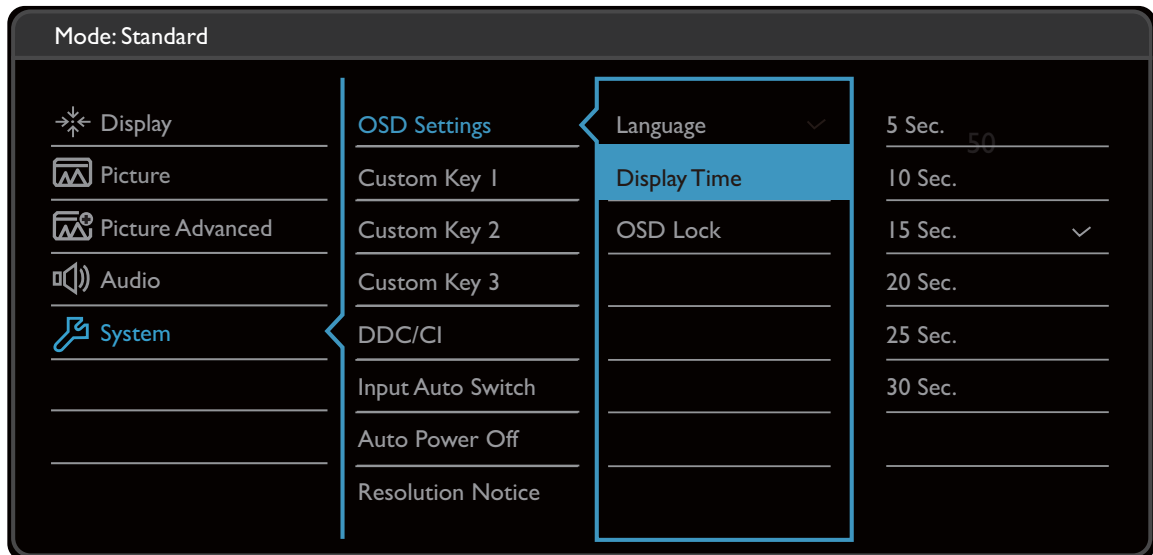 Mode: Standard
Display
Picture
Picture Advanced
Audio
System
OSD Settings
Custom Key 1
Custom Key 2
Custom Key 3
DDC/CI
Input Auto Switch
Auto Power Off
Resolution Notice
Language
Display Time
OSD Lock
5 Sec.
50
10 Sec.
15 Sec.
20 Sec.
25 Sec.
30 Sec.